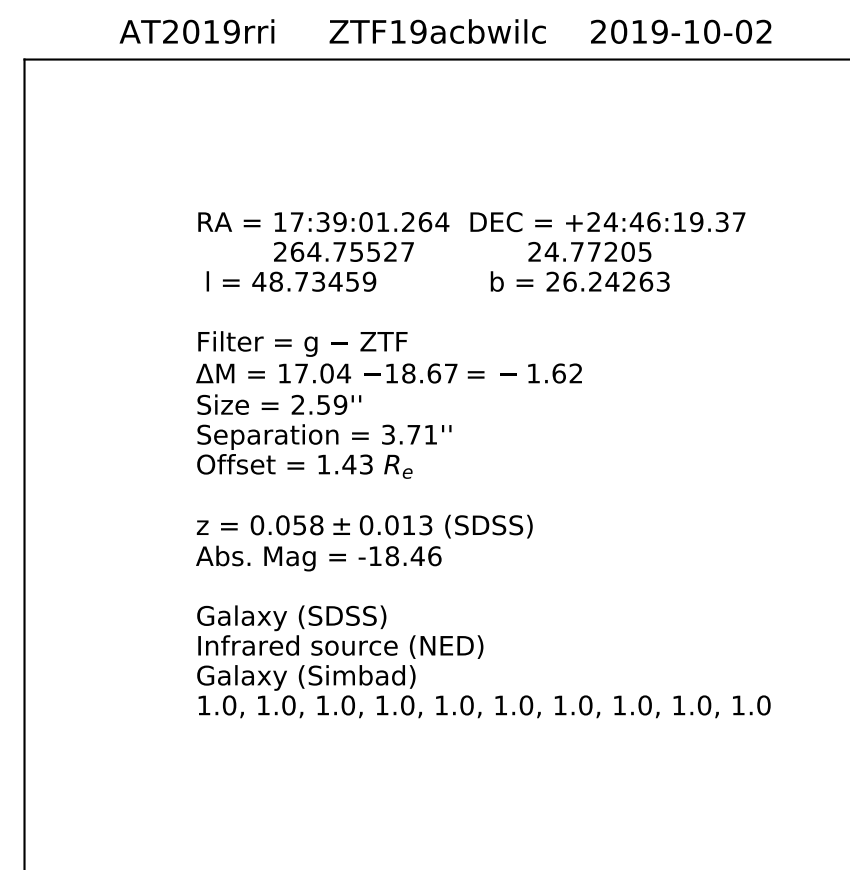 AT2019rri ZTF19acbwilc 2019-10-02
RA = 17:39:01.264 DEC = +24:46:19.37
264.75527 24.77205
l = 48.73459 b = 26.24263
Filter = g − ZTF
ΔM = 17.04 −18.67 = − 1.62
Size = 2.59''
Separation = 3.71''
Offset = 1.43 Re
z = 0.058 ± 0.013 (SDSS)
Abs. Mag = -18.46
Galaxy (SDSS)
Infrared source (NED)
Galaxy (Simbad)
1.0, 1.0, 1.0, 1.0, 1.0, 1.0, 1.0, 1.0, 1.0, 1.0